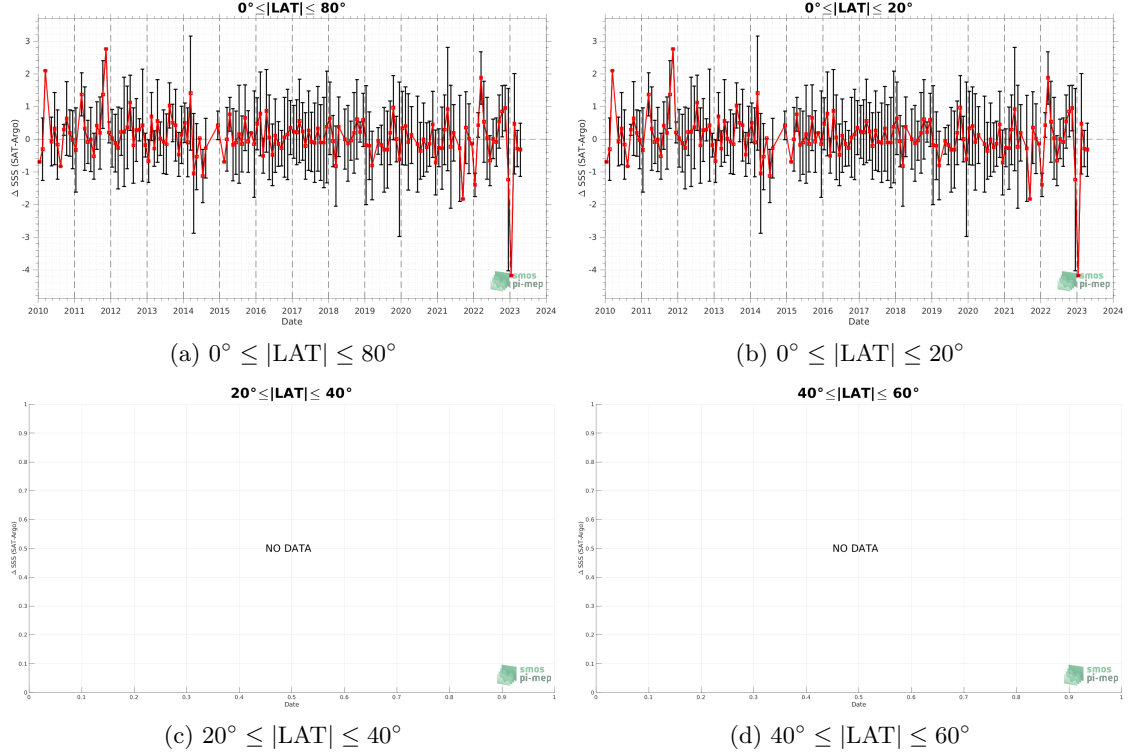 0°≤|LAT|≤ 80°
Δ SSS (SAT-Argo)
3
2
1
0
-1
-2
-3
-4
2010 2011 2012 2013 2014 2015 2016 2017 2018 2019 2020 2021 2022 2023 2024
Date
smos
pi-mep
(a) 0° ≤ |LAT| ≤ 80°
0°≤|LAT|≤ 20°
Δ SSS (SAT-Argo)
3
2
1
0
-1
-2
-3
-4
2010 2011 2012 2013 2014 2015 2016 2017 2018 2019 2020 2021 2022 2023 2024
Date
smos
pi-mep
(b) 0° ≤ |LAT| ≤ 20°
20°≤|LAT|≤ 40°
Δ SSS (SAT-Argo)
1
0.9
0.8
0.7
0.6
0.5
0.4
0.3
0.2
0.1
0
NO DATA
0 0.1 0.2 0.3 0.4 0.5 0.6 0.7 0.8 0.9 1
Date
smos
pi-mep
(c) 20° ≤ |LAT| ≤ 40°
40°≤|LAT|≤ 60°
Δ SSS (SAT-Argo)
1
0.9
0.8
0.7
0.6
0.5
0.4
0.3
0.2
0.1
0
NO DATA
0 0.1 0.2 0.3 0.4 0.5 0.6 0.7 0.8 0.9 1
Date
smos
pi-mep
(d) 40° ≤ |LAT| ≤ 60°